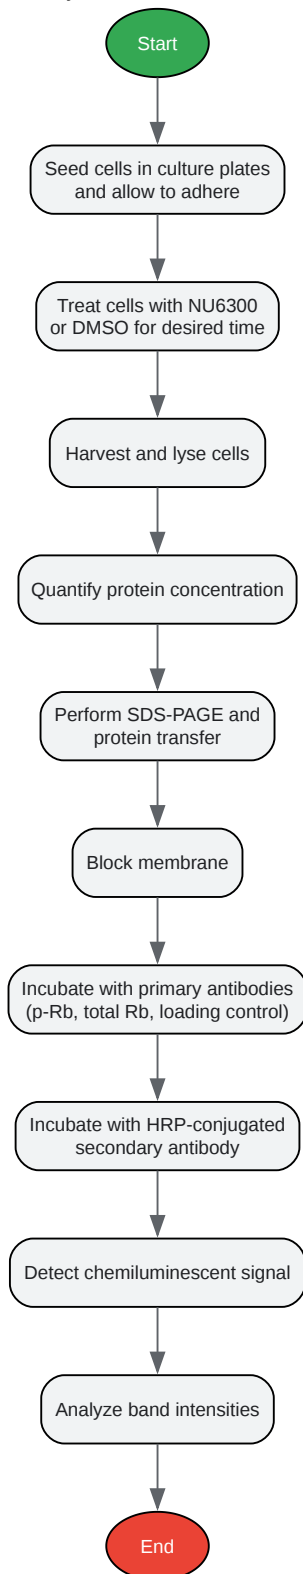 Start
Seed cells in culture plates
and allow to adhere
Treat cells with NU6300
or DMSO for desired time
Harvest and lyse cells
Quantify protein concentration
Perform SDS-PAGE and
protein transfer
Block membrane
Incubate with primary antibodies
(p-Rb, total Rb, loading control)
Incubate with HRP-conjugated
secondary antibody
Detect chemiluminescent signal
Analyze band intensities
End